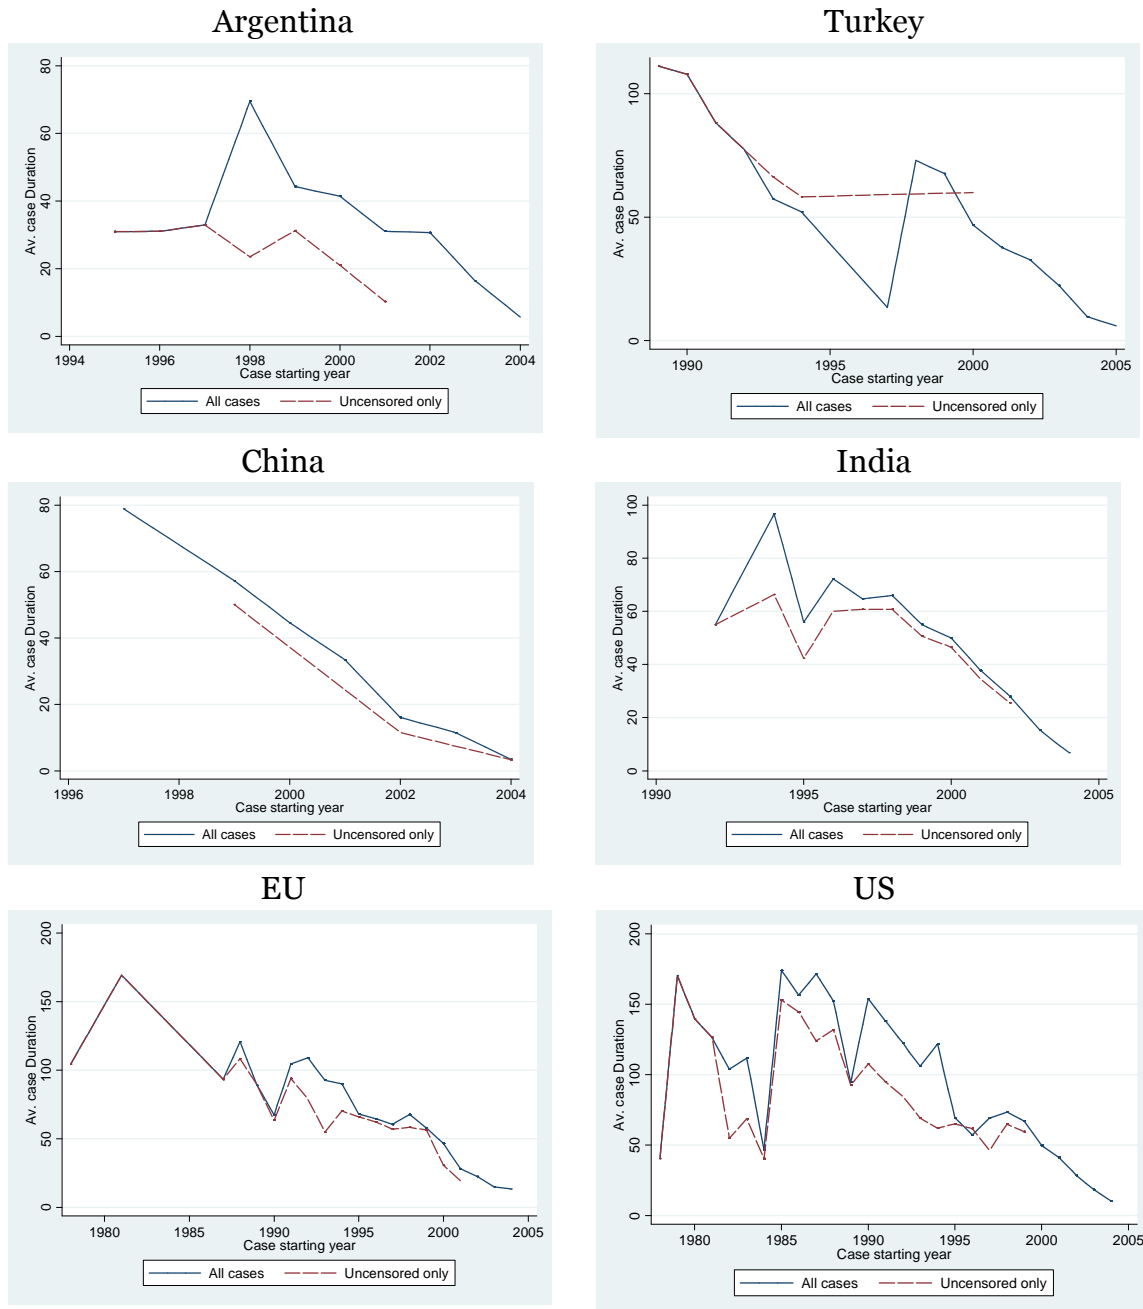 Argentina
Av. case Duration
80
60
40
20
0
1994 1996 1998 2000 2002 2004
Case starting year
All cases Uncensored only
Turkey
Av. case Duration
100
50
0
1990 1995 2000 2005
Case starting year
All cases Uncensored only
China
Av. case Duration
80
60
40
20
0
1996 1998 2000 2002 2004
Case starting year
All cases Uncensored only
India
Av. case Duration
100
80
60
40
20
0
1990 1995 2000 2005
Case starting year
All cases Uncensored only
EU
Av. case Duration
200
150
100
50
0
1980 1985 1990 1995 2000 2005
Case starting year
All cases Uncensored only
US
Av. case Duration
200
150
100
50
0
1980 1985 1990 1995 2000 2005
Case starting year
All cases Uncensored only